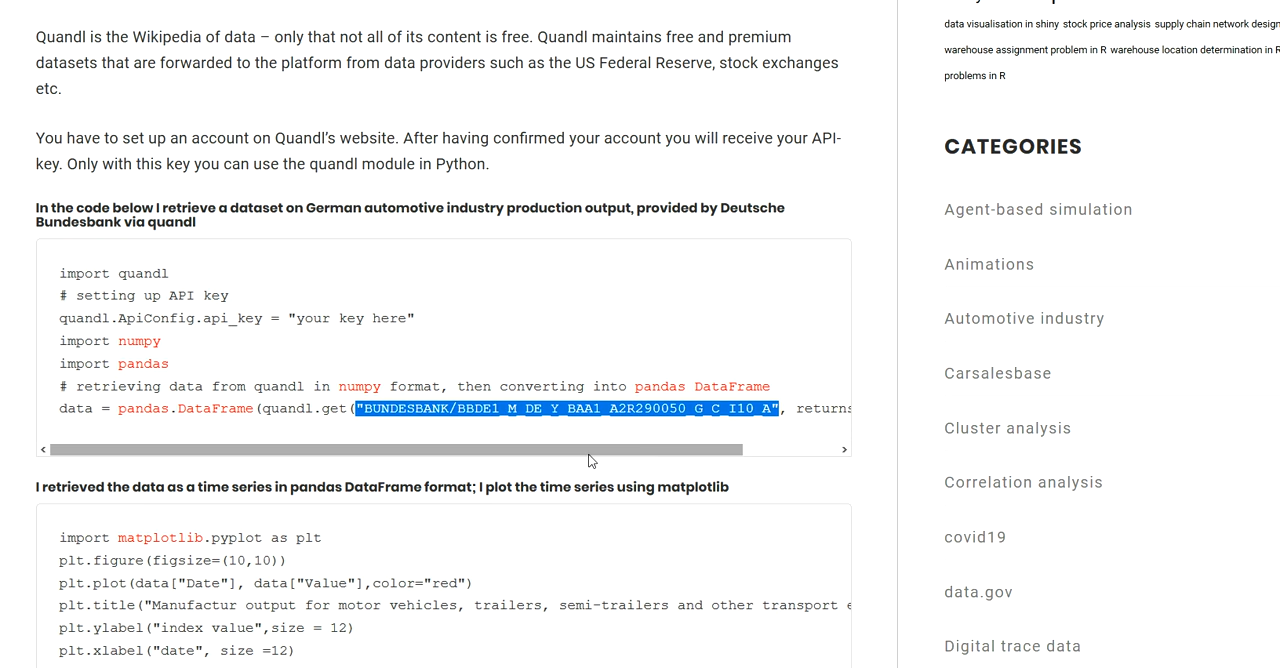 Quandl is the Wikipedia of data – only that not all of its content is free. Quandl maintains free and premium
datasets that are forwarded to the platform from data providers such as the US Federal Reserve, stock exchanges
etc.
You have to set up an account on Quandl's website. After having confirmed your account you will receive your API-
key. Only with this key you can use the quandl module in Python.
In the code below I retrieve a dataset on German automotive industry production output, provided by Deutsche
Bundesbank via quandl
import quandl
# setting up API key
quandl.ApiConfig.api_key = "your key here"
import numpy
import pandas
# retrieving data from quandl in numpy format, then converting into pandas DataFrame
data = pandas.DataFrame(quandl.get("BUNDESBANK/BBDE1_M_DE_Y_BAA1_A2R290050_G_C_I10_A", returns
I retrieved the data as a time series in pandas DataFrame format; I plot the time series using matplotlib
import matplotlib.pyplot as plt
plt.figure(figsize=(10,10))
plt.plot(data["Date"], data["Value"],color="red")
plt.title("Manufactur output for motor vehicles, trailers, semi-trailers and other transport
plt.ylabel("index value",size = 12)
plt.xlabel("date", size =12)
data visualisation in shiny stock price analysis supply chain network design
warehouse assignment problem in R warehouse location determination in R
problems in R
CATEGORIES
Agent-based simulation
Animations
Automotive industry
Carsalesbase
Cluster analysis
Correlation analysis
covid19
data.gov
Digital trace data